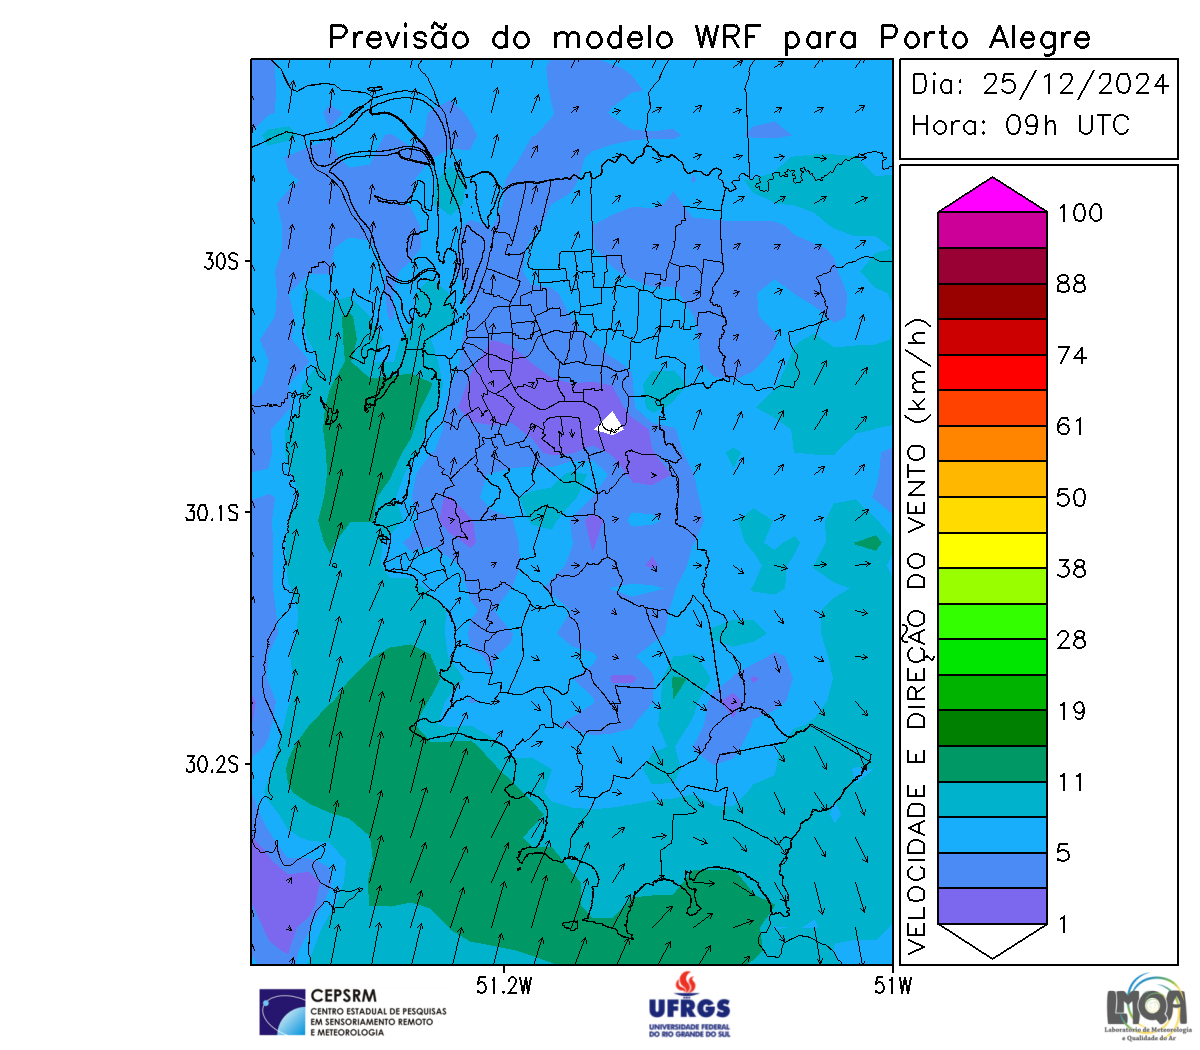 Previsão do modelo WRF para Porto Alegre
Dia: 25/12/2024
Hora: 09h UTC
30S
30.1S
30.2S
51.2W
51W
VELOCIDADE E DIREÇÃO DO VENTO (km/h)
100
88
74
61
50
38
28
19
11
5
1
CEPSRM
CENTRO ESTADUAL DE PESQUISAS
EM SENSORIAMENTO REMOTO
E METEOROLOGIA
UFRGS
UNIVERSIDADE FEDERAL
DO RIO GRANDE DO SUL
LMQA
Laboratório de Meteorologia
e Qualidade do Ar